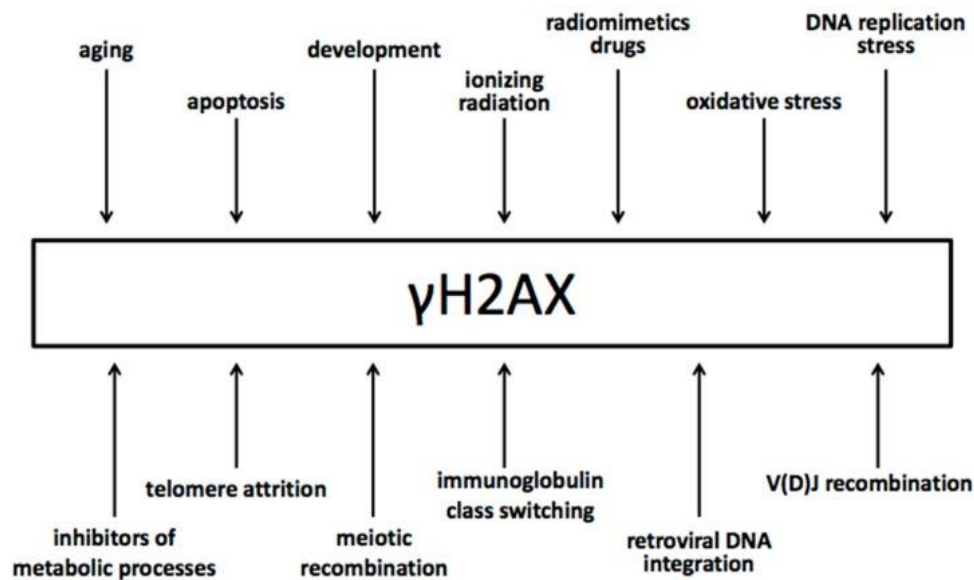 aging
apoptosis
development
ionizing
radiation
radiomimetics
drugs
oxidative stress
DNA replication
stress
γH2AX
inhibitors of
metabolic processes
telomere attrition
meiotic
recombination
immunoglobulin
class switching
retroviral DNA
integration
V(D)J recombination